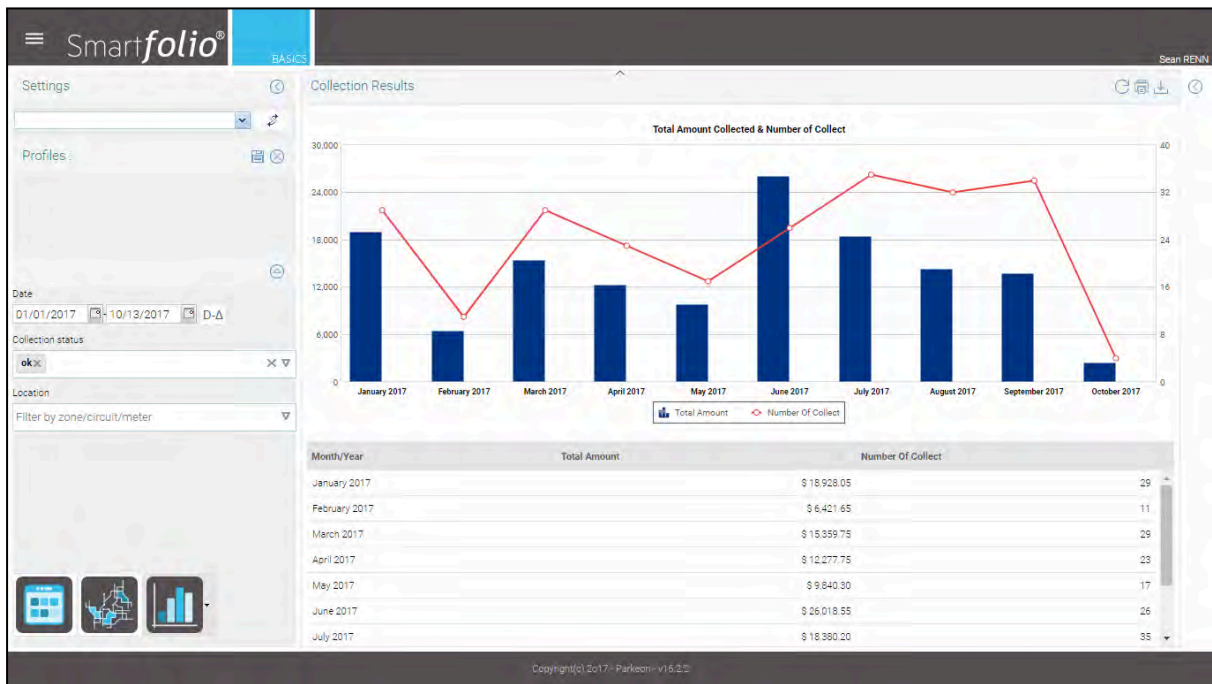 Smartfolio®
BASICS
Sean RENN
Settings
Profiles :
Date
01/01/2017 - 10/13/2017 D-Δ
Collection status
ok×
Location
Filter by zone/circuit/meter
Collection Results
Total Amount Collected & Number of Collect
30,000 40
24,000 32
18,000 24
12,000 16
6,000 8
0 0
January 2017 February 2017 March 2017 April 2017 May 2017 June 2017 July 2017 August 2017 September 2017 October 2017
Total Amount Number Of Collect
Month/Year Total Amount Number Of Collect
January 2017 $ 18,928.05 29
February 2017 $ 6,421.65 11
March 2017 $ 15,359.75 29
April 2017 $ 12,277.75 23
May 2017 $ 9,840.30 17
June 2017 $ 26,018.55 26
July 2017 $ 18,380.20 35
Copyright(c) 2o17 - Parkeon - v16.2.2